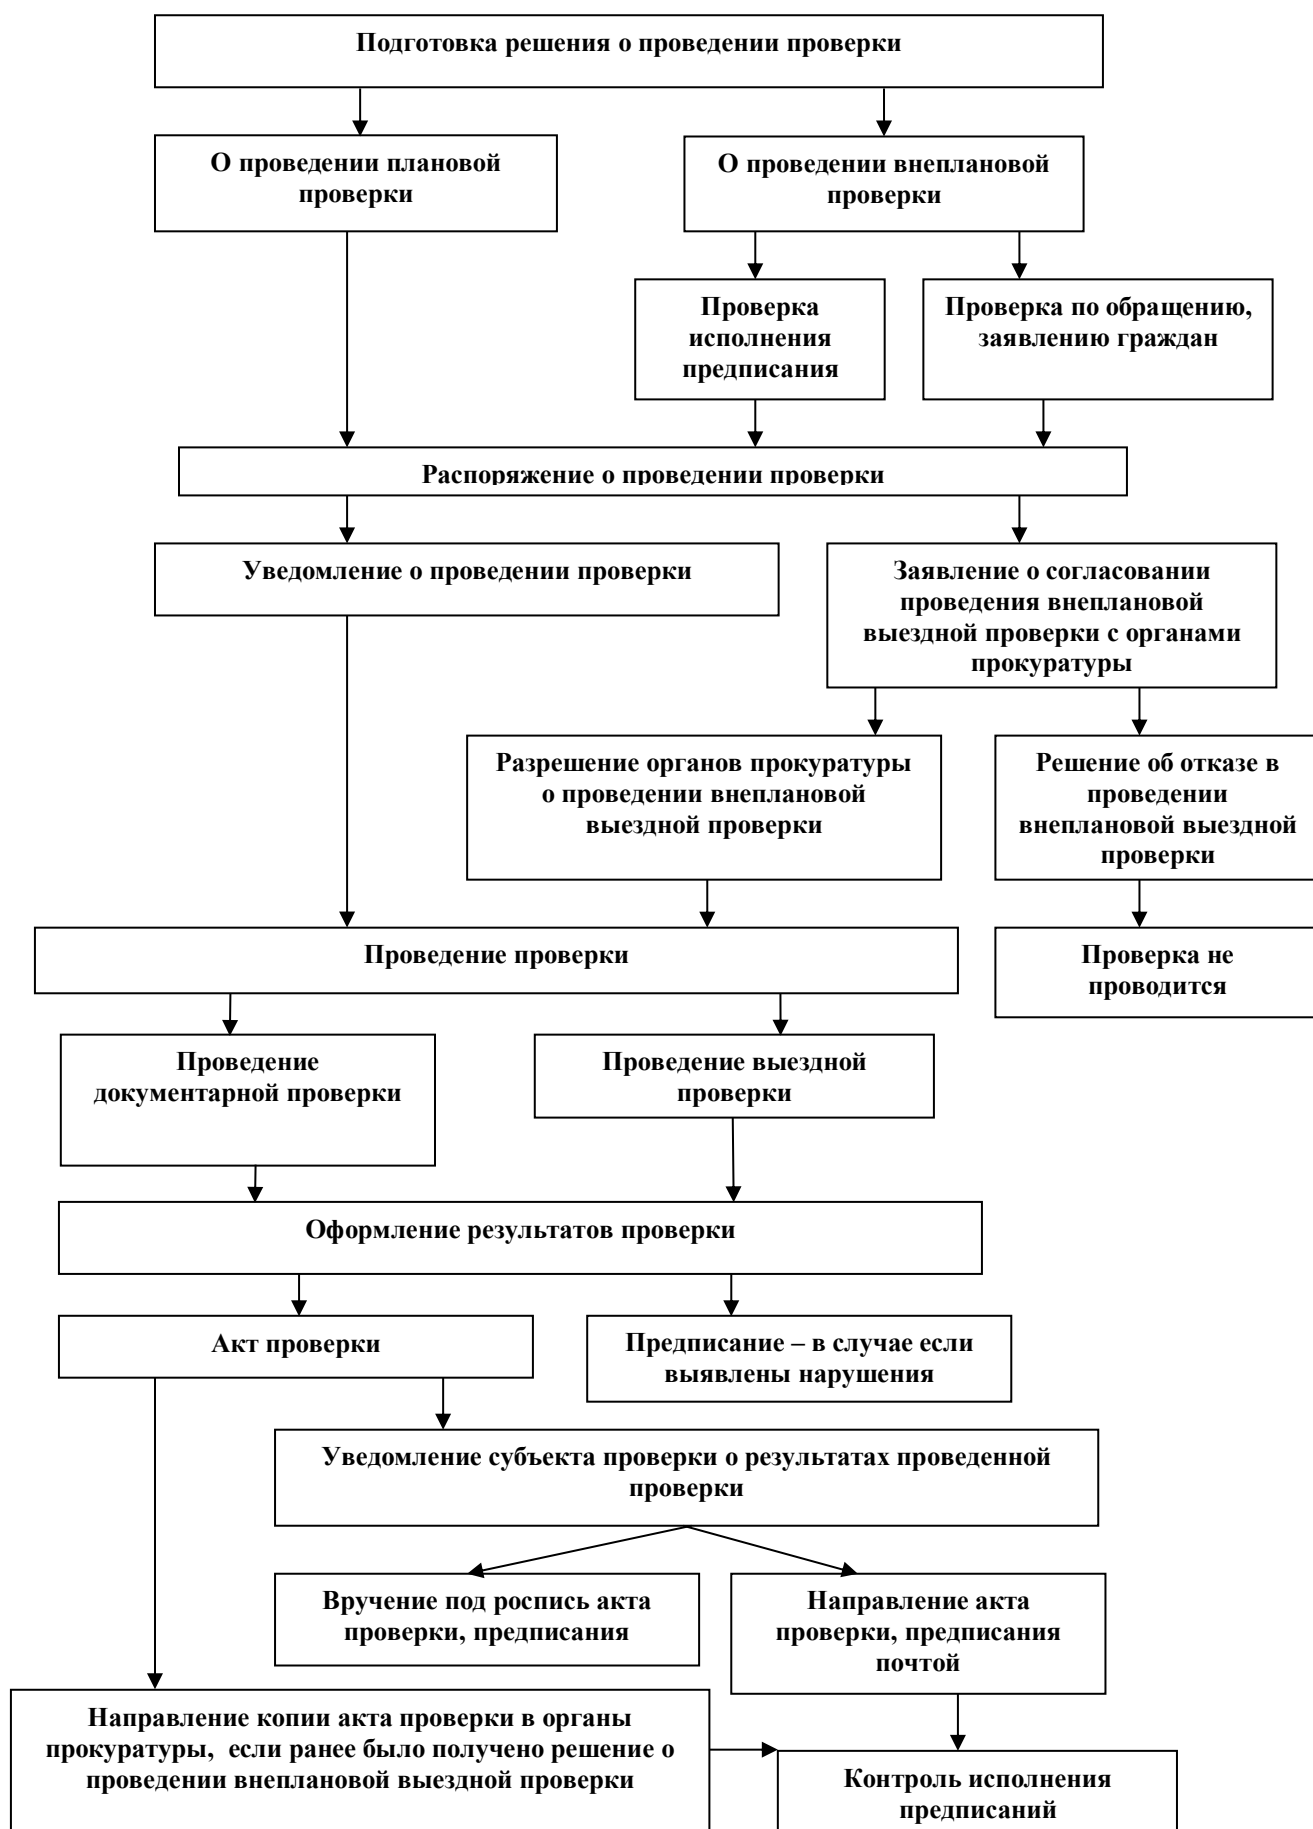 Подготовка решения о проведении проверки
О проведении плановой
проверки
О проведении внеплановой
проверки
Проверка
исполнения
предписания
Проверка по обращению,
заявлению граждан
Распоряжение о проведении проверки
Уведомление о проведении проверки
Заявление о согласовании
проведения внеплановой
выездной проверки с органами
прокуратуры
Разрешение органов прокуратуры
о проведении внеплановой
выездной проверки
Решение об отказе в
проведении
внеплановой выездной
проверки
Проведение проверки
Проверка не
проводится
Проведение
документарной проверки
Проведение выездной
проверки
Оформление результатов проверки
Акт проверки
Предписание – в случае если
выявлены нарушения
Уведомление субъекта проверки о результатах проведенной
проверки
Вручение под роспись акта
проверки, предписания
Направление акта
проверки, предписания
почтой
Направление копии акта проверки в органы
прокуратуры, если ранее было получено решение о
проведении внеплановой выездной проверки
Контроль исполнения
предписаний